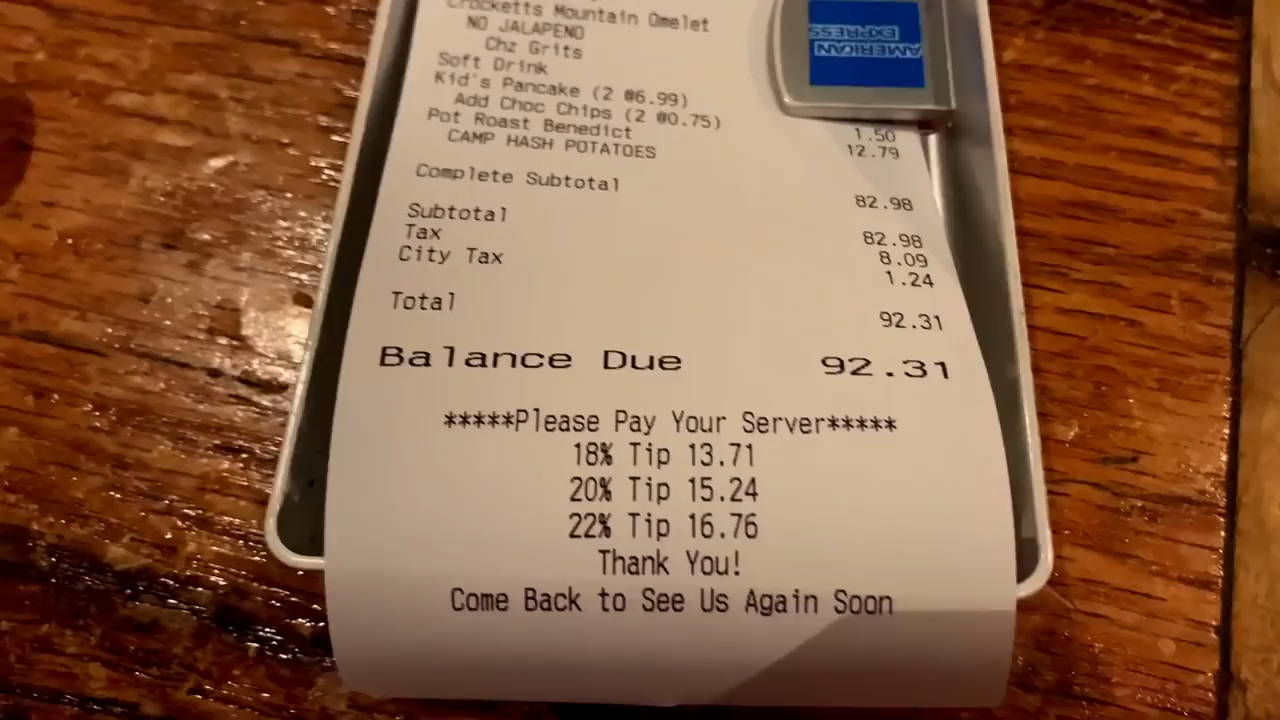 Crocketts Mountain Omelet
NO JALAPENO
Chz Grits
Soft Drink
Kid's Pancake (2 @6.99)
Add Choc Chips (2 @0.75) 1.50
Pot Roast Benedict 12.79
CAMP HASH POTATOES
Complete Subtotal 82.98
Subtotal 82.98
Tax 8.09
City Tax 1.24
Total 92.31
Balance Due 92.31
*****Please Pay Your Server*****
18% Tip 13.71
20% Tip 15.24
22% Tip 16.76
Thank You!
Come Back to See Us Again Soon
AMERICAN
EXPRESS